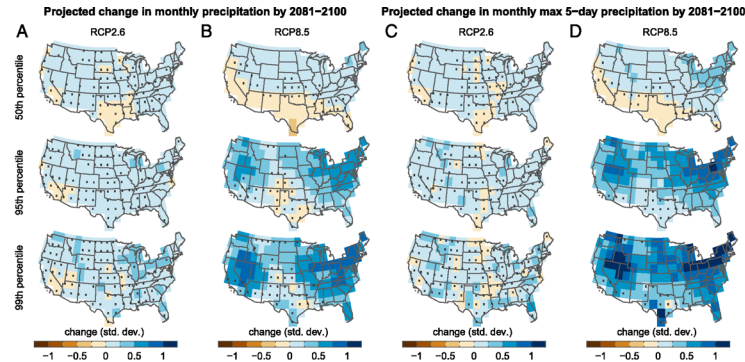 Projected change in monthly precipitation by 2081−2100
Projected change in monthly max 5-day precipitation by 2081−2100
A RCP2.6 B RCP8.5 C RCP2.6 D RCP8.5
50th percentile
95th percentile
99th percentile
change (std. dev.) change (std. dev.) change (std. dev.) change (std. dev.)
−1 −0.5 0 0.5 1 −1 −0.5 0 0.5 1 −1 −0.5 0 0.5 1 −1 −0.5 0 0.5 1